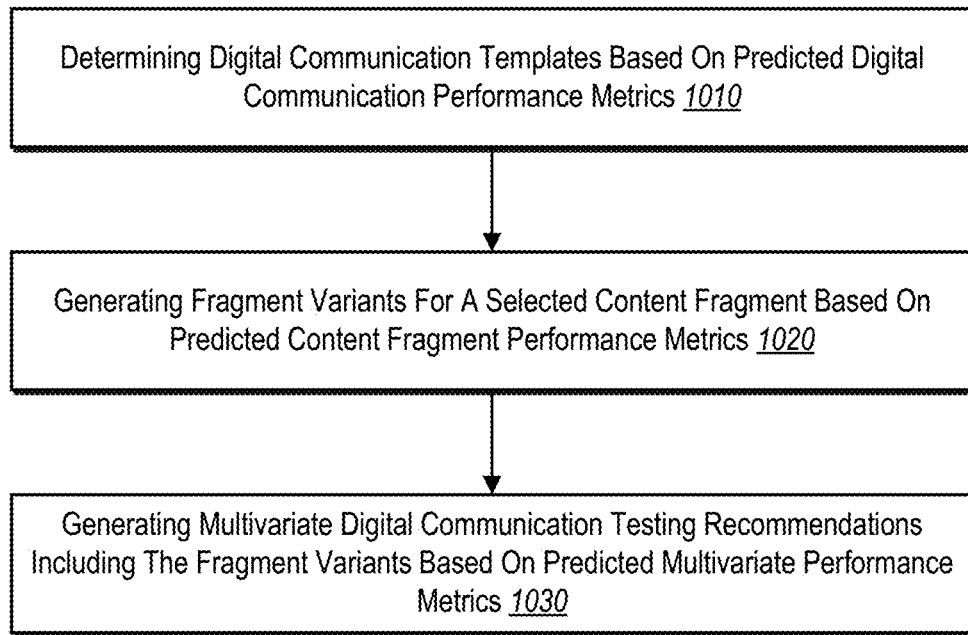 Determining Digital Communication Templates Based On Predicted Digital
Communication Performance Metrics 1010
Generating Fragment Variants For A Selected Content Fragment Based On
Predicted Content Fragment Performance Metrics 1020
Generating Multivariate Digital Communication Testing Recommendations
Including The Fragment Variants Based On Predicted Multivariate Performance
Metrics 1030